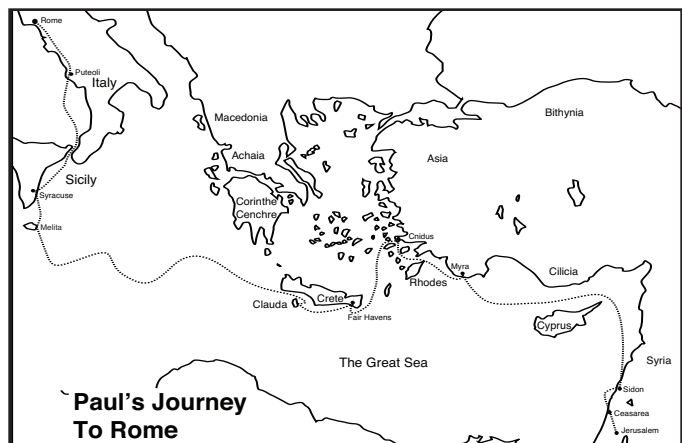 Rome
Puteoli
Italy
Macedonia
Bithynia
Achaia
Asia
Sicily
Syracuse
Corinthe
Cenchre
Melita
Cnidus
Myra
Rhodes
Cilicia
Clauda
Crete
Fair Havens
Cyprus
The Great Sea
Syria
Sidon
Ceasarea
Jerusalem
Paul's Journey
To Rome